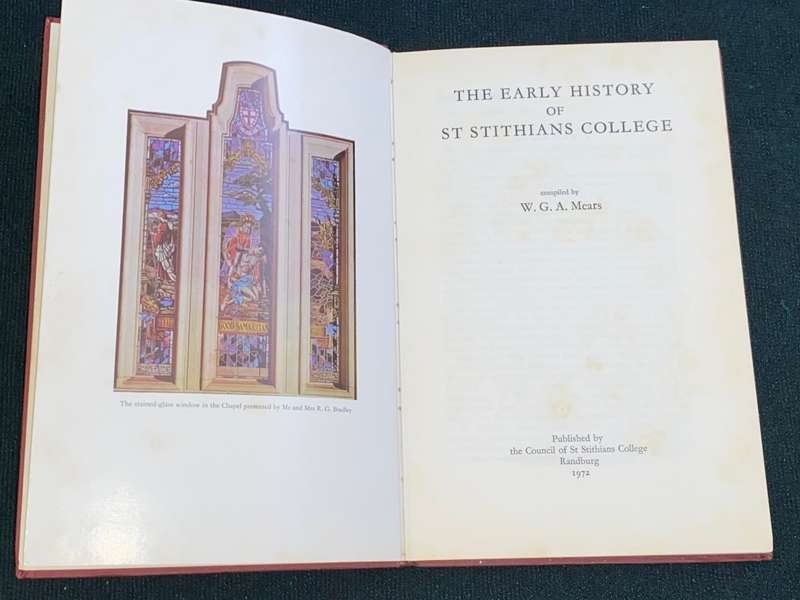 GOOD SAMARITAN
The stained-glass window in the Chapel presented by Mr and Mrs R. G. Bradley
THE EARLY HISTORY
OF
ST STITHIANS COLLEGE
compiled by
W. G. A. Mears
Published by
the Council of St Stithians College
Randburg
1972